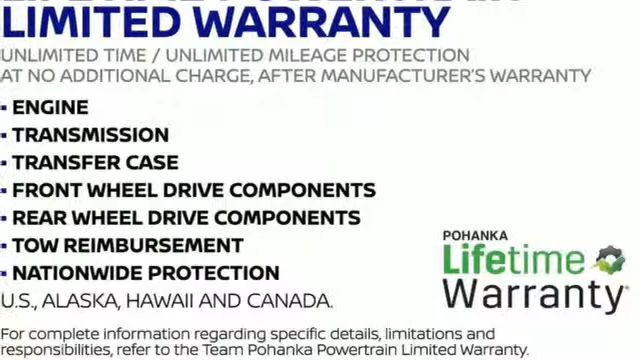 LIMITED WARRANTY
UNLIMITED TIME / UNLIMITED MILEAGE PROTECTION
AT NO ADDITIONAL CHARGE, AFTER MANUFACTURER'S WARRANTY
▪ ENGINE
▪ TRANSMISSION
▪ TRANSFER CASE
▪ FRONT WHEEL DRIVE COMPONENTS
▪ REAR WHEEL DRIVE COMPONENTS
▪ TOW REIMBURSEMENT
▪ NATIONWIDE PROTECTION
U.S., ALASKA, HAWAII AND CANADA.
POHANKA
Lifetime
Warranty
For complete information regarding specific details, limitations and
responsibilities, refer to the Team Pohanka Powertrain Limited Warranty.